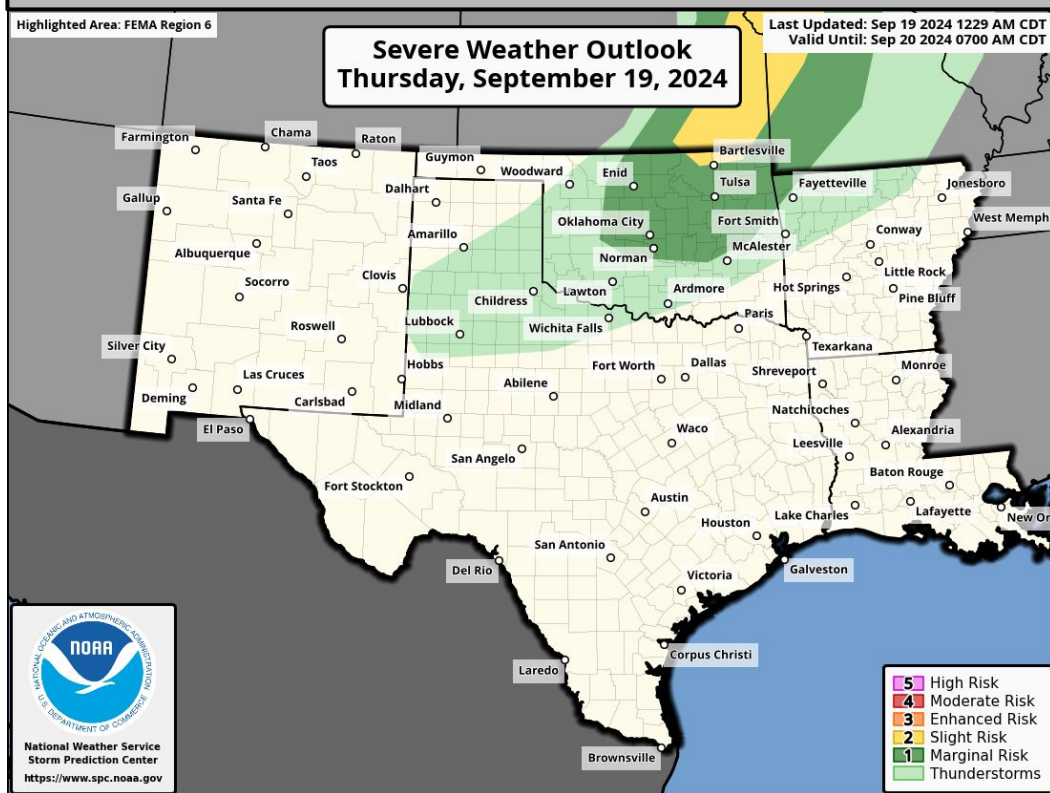 Highlighted Area: FEMA Region 6
Severe Weather Outlook
Thursday, September 19, 2024
Last Updated: Sep 19 2024 1229 AM CDT
Valid Until: Sep 20 2024 0700 AM CDT
Farmington
Chama
Raton
Taos
Guymon
Woodward
Enid
Bartlesville
Tulsa
Fayetteville
Jonesboro
Gallup
Santa Fe
Dalhart
Oklahoma City
Fort Smith
West Memph
Amarillo
Conway
Albuquerque
Norman
McAlester
Clovis
Little Rock
Socorro
Childress
Lawton
Ardmore
Hot Springs
Pine Bluff
Roswell
Lubbock
Wichita Falls
Paris
Texarkana
Silver City
Las Cruces
Hobbs
Fort Worth
Dallas
Shreveport
Monroe
Deming
Carlsbad
Midland
Abilene
Natchitoches
El Paso
Waco
Alexandria
San Angelo
Leesville
Fort Stockton
Baton Rouge
Austin
Lake Charles
Lafayette
New Or
Houston
San Antonio
Del Rio
Galveston
Victoria
Corpus Christi
Laredo
Brownsville
NATIONAL OCEANIC AND ATMOSPHERIC ADMINISTRATION
NOAA
U.S. DEPARTMENT OF COMMERCE
National Weather Service
Storm Prediction Center
https://www.spc.noaa.gov
5 High Risk
4 Moderate Risk
3 Enhanced Risk
2 Slight Risk
1 Marginal Risk
Thunderstorms